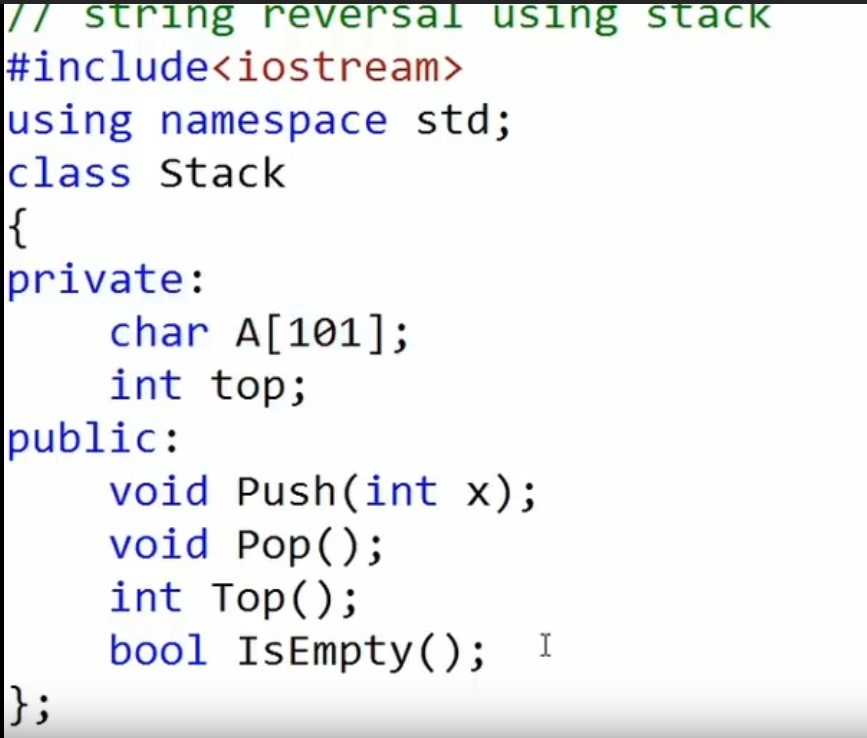 // string reversal using stack
#include<iostream>
using namespace std;
class Stack
{
private:
    char A[101];
    int top;
public:
    void Push(int x);
    void Pop();
    int Top();
    bool IsEmpty();
};